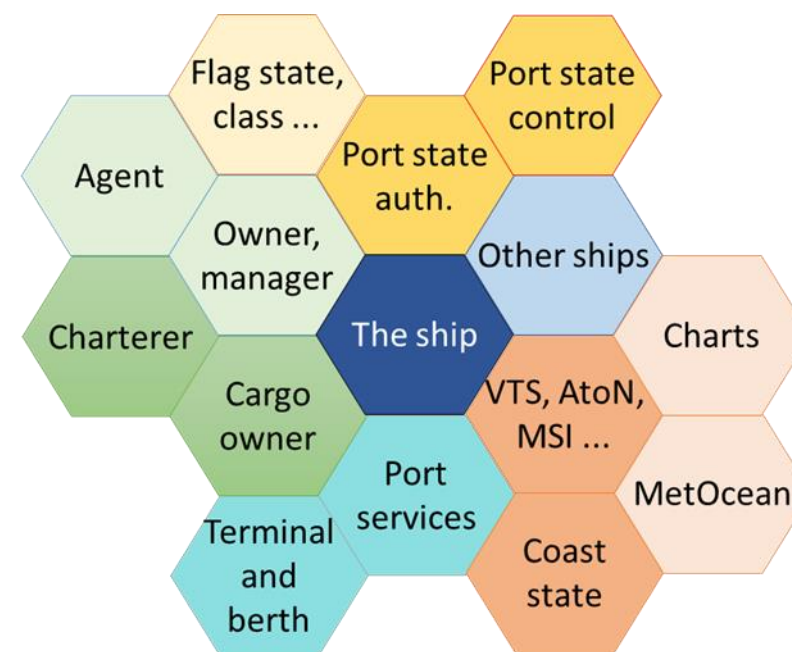 Flag state,
class ...
Port state
control
Agent
Port state
auth.
Owner,
manager
Other ships
Charterer
The ship
Charts
Cargo
owner
VTS, AtoN,
MSI ...
Port
services
MetOcean
Terminal
and
berth
Coast
state